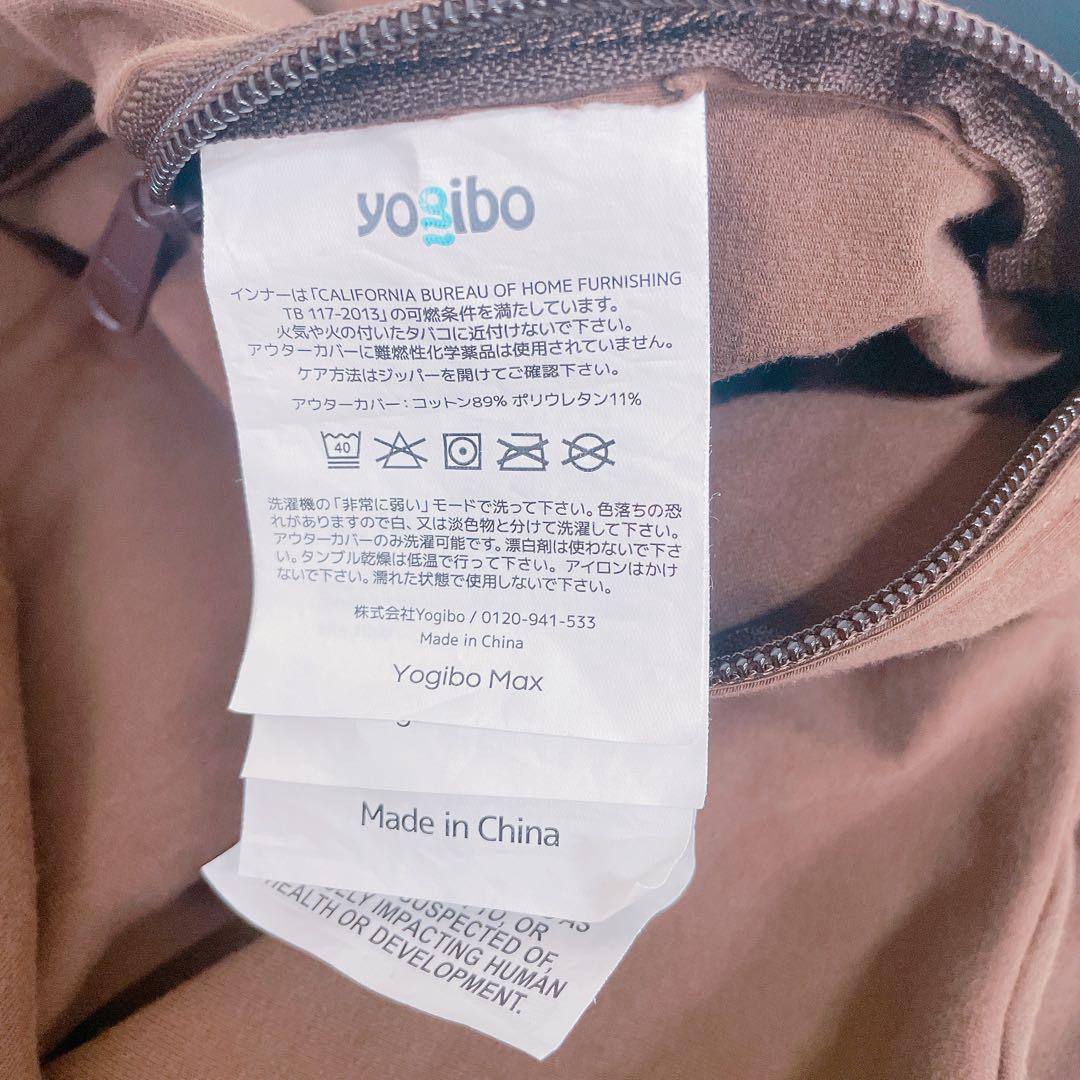 yogibo
インナーは「CALIFORNIA BUREAU OF HOME FURNISHING
TB 117-2013」の可燃条件を満たしています。
火気や火の付いたタバコに近付けないで下さい。
アウターカバーに難燃性化学薬品は使用されていません。
ケア方法はジッパーを開けてご確認下さい。
アウターカバー：コットン89% ポリウレタン11%
40
洗濯機の「非常に弱い」モードで洗って下さい。色落ちの恐
れがありますので白、又は淡色物と分けて洗濯して下さい。
アウターカバーのみ洗濯可能です。漂白剤は使わないで下さ
い。タンブル乾燥は低温で行って下さい。アイロンはかけ
ないで下さい。濡れた状態で使用しないで下さい。
株式会社Yogibo / 0120-941-533
Made in China
Yogibo Max
Made in China
TO, OR
SUSPECTED OF,
IMPACTING HUMAN
HEALTH OR DEVELOPMENT.